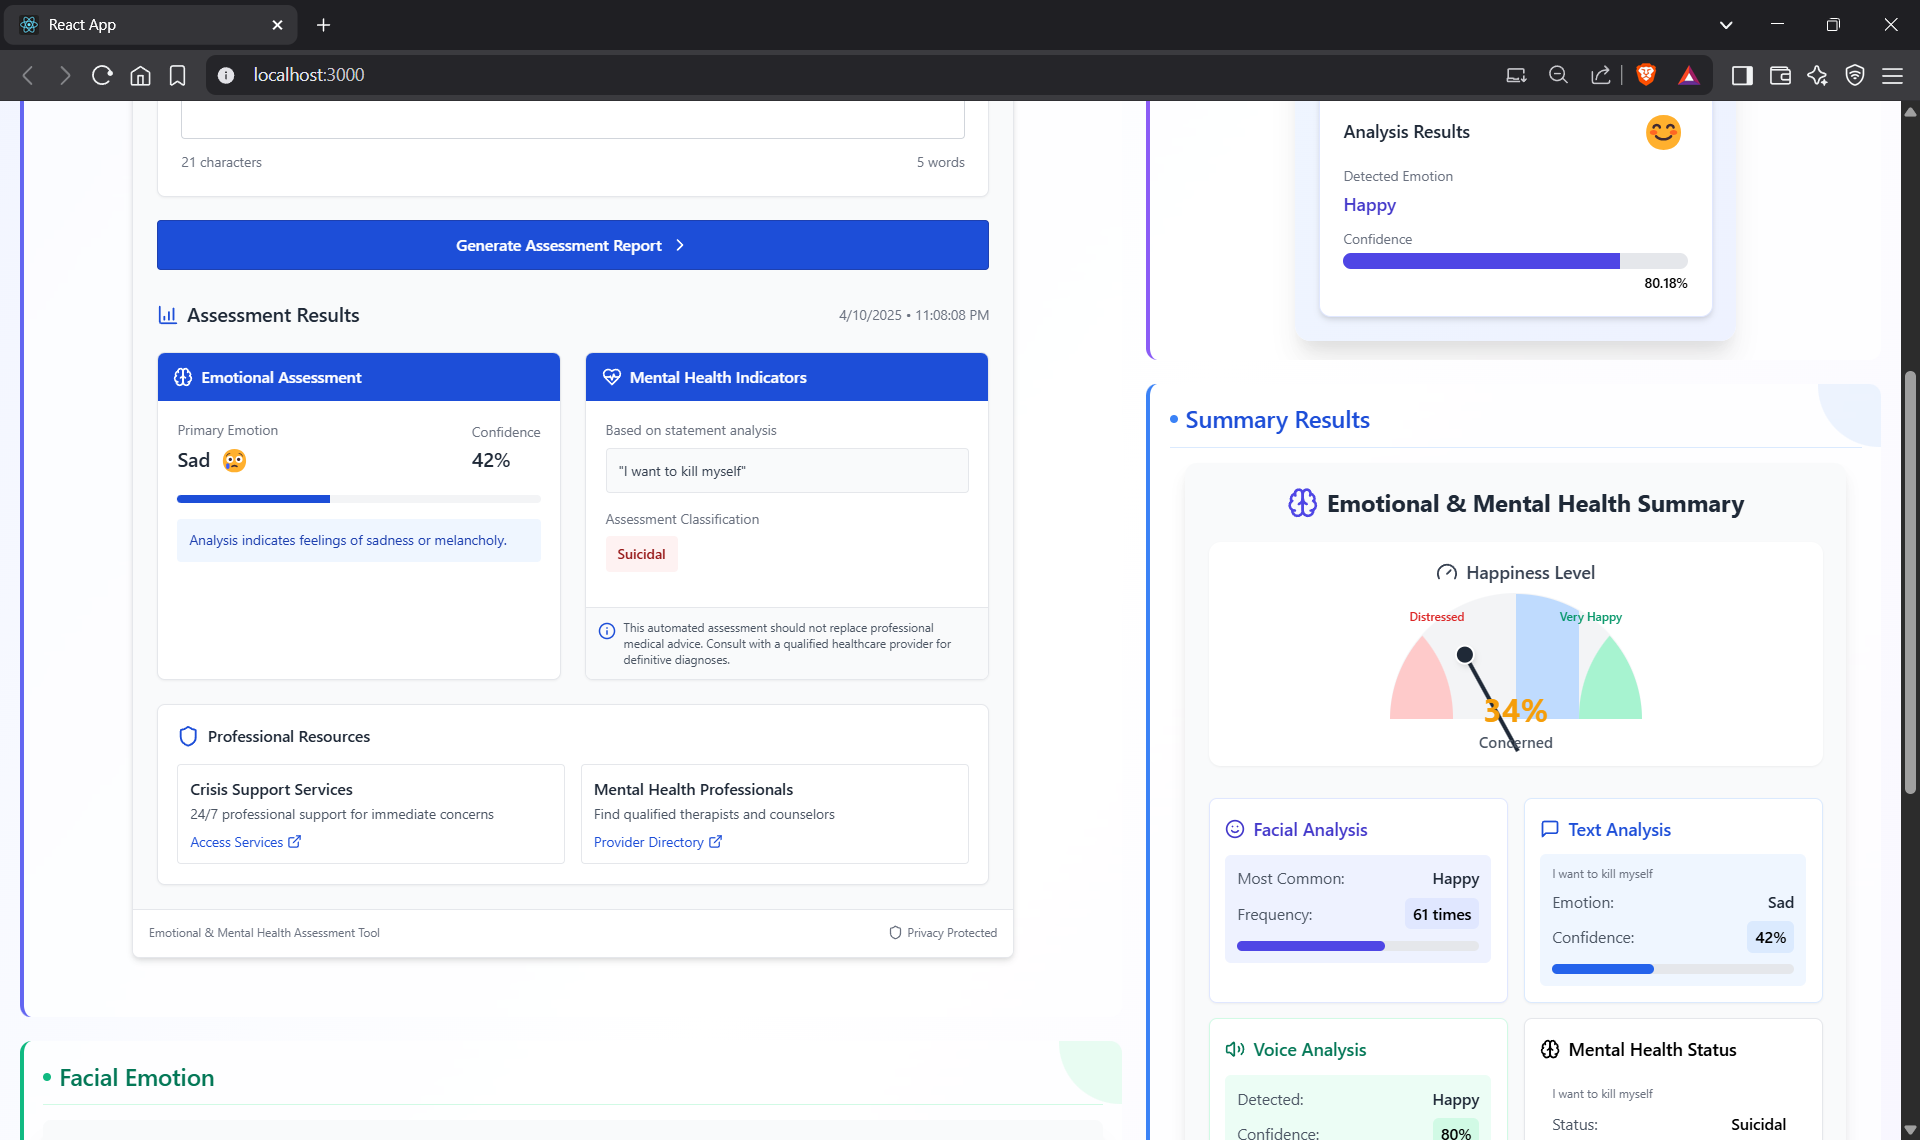 React App
localhost:3000
21 characters
5 words
Generate Assessment Report
Assessment Results
4/10/2025 • 11:08:08 PM
Emotional Assessment
Primary Emotion
Confidence
Sad
42%
Analysis indicates feelings of sadness or melancholy.
Mental Health Indicators
Based on statement analysis
"I want to kill myself"
Assessment Classification
Suicidal
This automated assessment should not replace professional
medical advice. Consult with a qualified healthcare provider for
definitive diagnoses.
Professional Resources
Crisis Support Services
24/7 professional support for immediate concerns
Access Services
Mental Health Professionals
Find qualified therapists and counselors
Provider Directory
Emotional & Mental Health Assessment Tool
Privacy Protected
Facial Emotion
Analysis Results
Detected Emotion
Happy
Confidence
80.18%
Summary Results
Emotional & Mental Health Summary
Happiness Level
Distressed
Very Happy
34%
Concerned
Facial Analysis
Most Common:
Happy
Frequency:
61 times
Text Analysis
I want to kill myself
Emotion:
Sad
Confidence:
42%
Voice Analysis
Detected:
Happy
Confidence:
80%
Mental Health Status
I want to kill myself
Status:
Suicidal